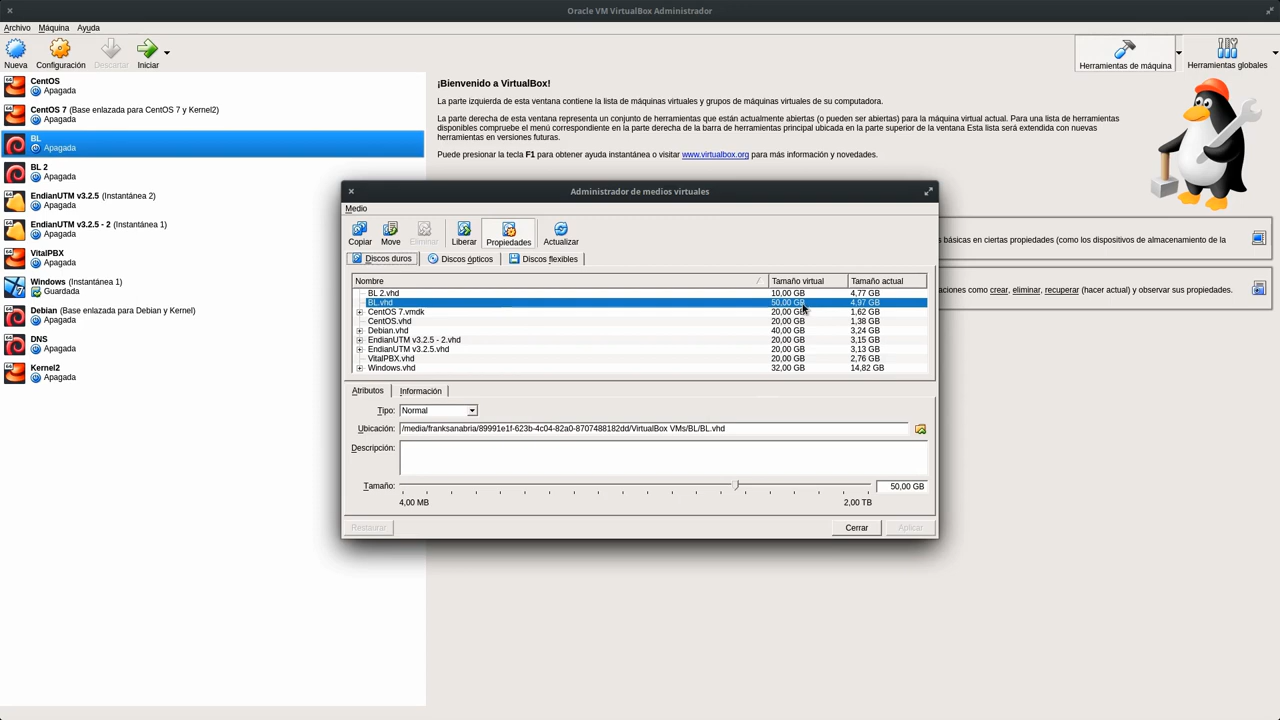 Oracle VM VirtualBox Administrador
Archivo Máquina Ayuda
Nueva Configuración Descartar Iniciar
Herramientas de máquina Herramientas globales
64 CentOS
Apagada
64 CentOS 7 (Base enlazada para CentOS 7 y Kernel2)
Apagada
64 BL
Apagada
64 BL 2
Apagada
64 EndianUTM v3.2.5 (Instantánea 2)
Apagada
64 EndianUTM v3.2.5 - 2 (Instantánea 1)
Apagada
64 VitalPBX
Apagada
64 Windows (Instantánea 1)
Guardada
64 Debian (Base enlazada para Debian y Kernel)
Apagada
64 DNS
Apagada
64 Kernel2
Apagada
¡Bienvenido a VirtualBox!
La parte izquierda de esta ventana contiene la lista de máquinas virtuales y grupos de máquinas virtuales de su computadora.
La parte derecha de esta ventana representa un conjunto de herramientas que están actualmente abiertas (o pueden ser abiertas) para la máquina virtual actual. Para una lista de herramientas
disponibles compruebe el menú correspondiente en la parte derecha de la barra de herramientas principal ubicada en la parte superior de la ventana Esta lista será extendida con nuevas
herramientas en versiones futuras.
Puede presionar la tecla F1 para obtener ayuda instantánea o visitar www.virtualbox.org para más información y novedades.
s básicas en ciertas propiedades (como los dispositivos de almacenamiento de la
aciones como crear, eliminar, recuperar (hacer actual) y observar sus propiedades.
Administrador de medios virtuales
Medio
Copiar Move Eliminar Liberar Propiedades Actualizar
Discos duros Discos ópticos Discos flexibles
Nombre Tamaño virtual Tamaño actual
BL 2.vhd 10,00 GB 4,77 GB
BL.vhd 50,00 GB 4,97 GB
CentOS 7.vmdk 20,00 GB 1,62 GB
CentOS.vhd 20,00 GB 1,38 GB
Debian.vhd 40,00 GB 3,24 GB
EndianUTM v3.2.5 - 2.vhd 20,00 GB 3,15 GB
EndianUTM v3.2.5.vhd 20,00 GB 3,13 GB
VitalPBX.vhd 20,00 GB 2,76 GB
Windows.vhd 32,00 GB 14,82 GB
Atributos Información
Tipo: Normal
Ubicación: /media/franksanabria/89991e1f-623b-4c04-82a0-8707488182dd/VirtualBox VMs/BL/BL.vhd
Descripción:
Tamaño: 50,00 GB
4,00 MB 2,00 TB
Restaurar Cerrar Aplicar